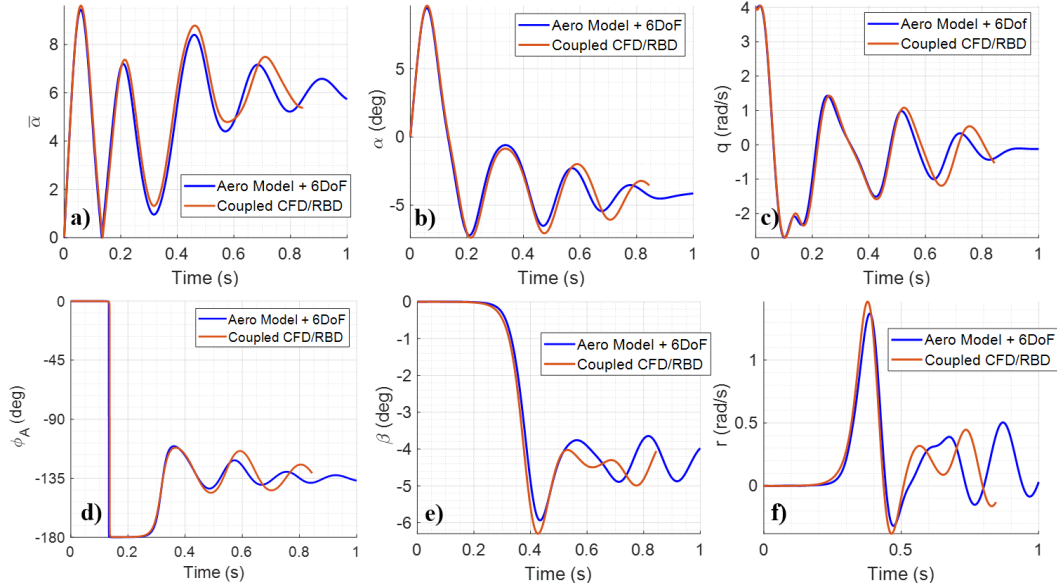 8
6
4
2
0
ᾱ
a)
Aero Model + 6DoF
Coupled CFD/RBD
0
0.2
0.4
0.6
0.8
1
Time (s)
5
0
-5
α (deg)
b)
Aero Model + 6DoF
Coupled CFD/RBD
0
0.2
0.4
0.6
0.8
1
Time (s)
4
2
0
-2
q (rad/s)
c)
Aero Model + 6Dof
Coupled CFD/RBD
0
0.2
0.4
0.6
0.8
1
Time (s)
0
-45
-90
-135
-180
ϕA (deg)
d)
Aero Model + 6DoF
Coupled CFD/RBD
0
0.2
0.4
0.6
0.8
1
Time (s)
0
-1
-2
-3
-4
-5
-6
β (deg)
e)
Aero Model + 6DoF
Coupled CFD/RBD
0
0.2
0.4
0.6
0.8
1
Time (s)
1
0.5
0
r (rad/s)
f)
Aero Model + 6DoF
Coupled CFD/RBD
0
0.5
1
Time (s)